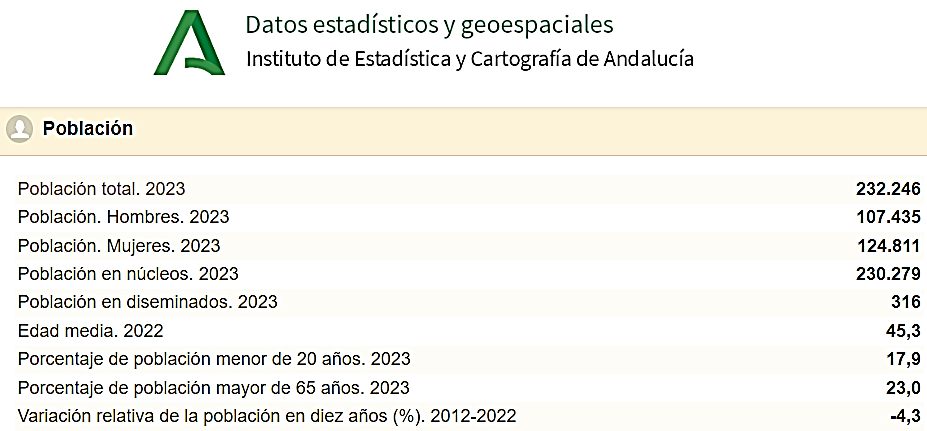 Datos estadísticos y geoespaciales
Instituto de Estadística y Cartografía de Andalucía
Población
Población total. 2023 232.246
Población. Hombres. 2023 107.435
Población. Mujeres. 2023 124.811
Población en núcleos. 2023 230.279
Población en diseminados. 2023 316
Edad media. 2022 45,3
Porcentaje de población menor de 20 años. 2023 17,9
Porcentaje de población mayor de 65 años. 2023 23,0
Variación relativa de la población en diez años (%). 2012-2022 -4,3